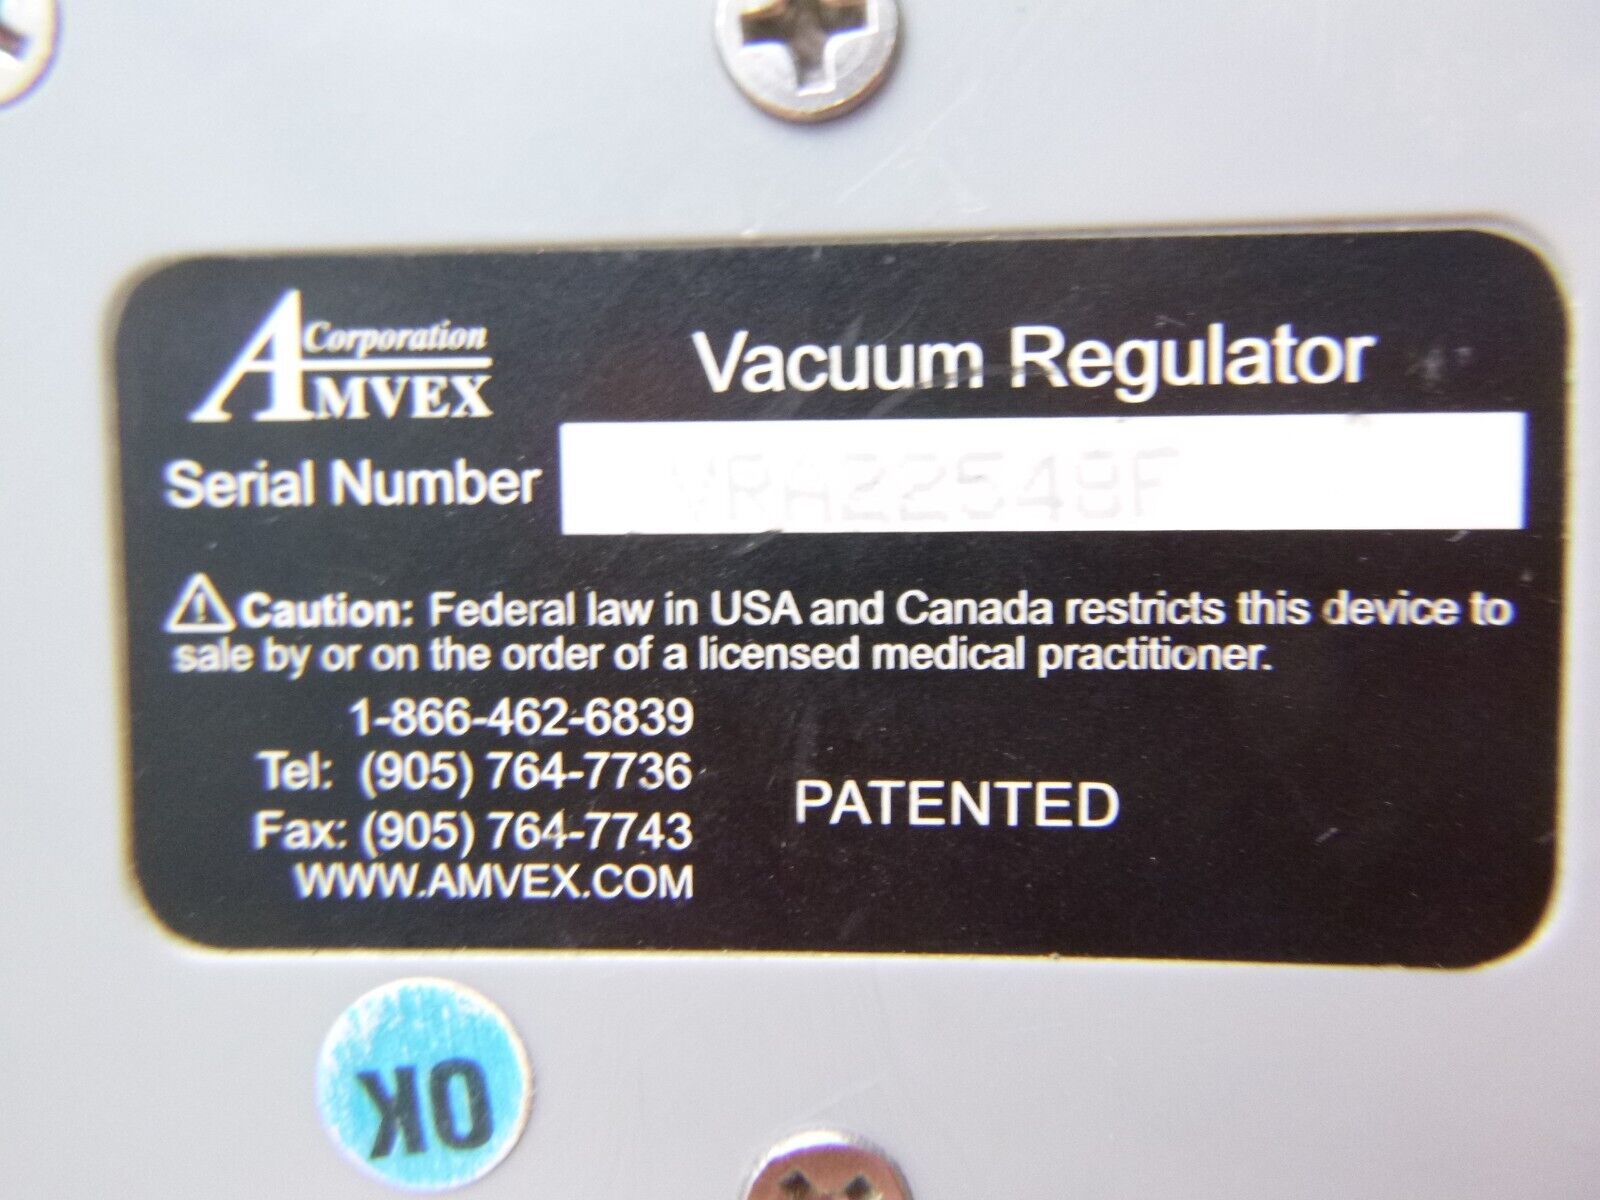 Corporation
AMVEX
Vacuum Regulator
Serial Number VRA22548F
Caution: Federal law in USA and Canada restricts this device to
sale by or on the order of a licensed medical practitioner.
1-866-462-6839
Tel: (905) 764-7736
Fax: (905) 764-7743
WWW.AMVEX.COM
PATENTED
OK